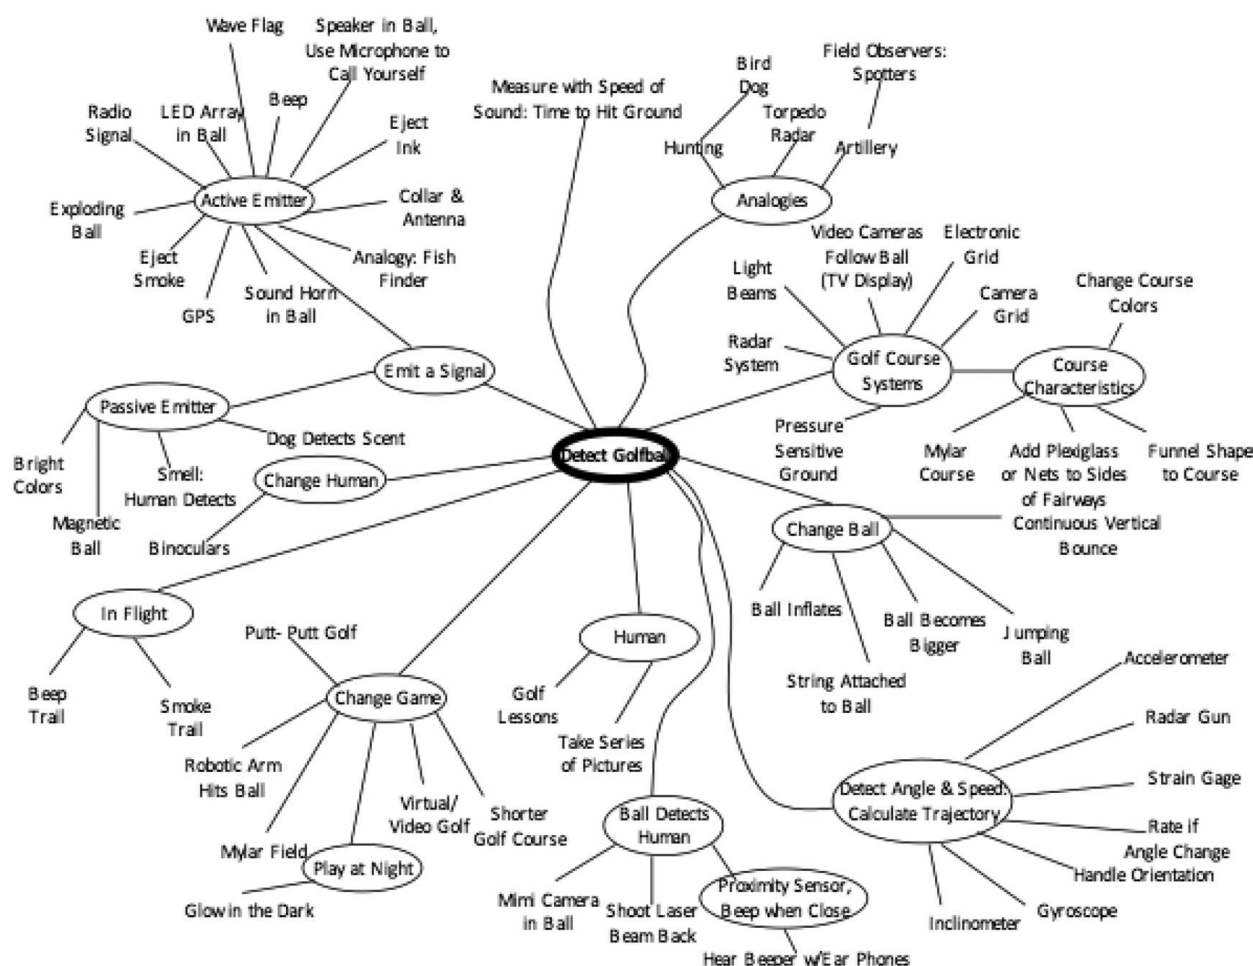 Wave Flag
Speaker in Ball,
Use Microphone to
Call Yourself
Radio
Signal
LED Array
in Ball
Beep
Eject
Ink
Active Emitter
Collar &
Antenna
Exploding
Ball
Eject
Smoke
GPS
Sound Horn
in Ball
Analogy: Fish
Finder
Measure with Speed of
Sound: Time to Hit Ground
Bird
Dog
Field Observers:
Spotters
Hunting
Torpedo
Radar
Artillery
Analogies
Video Cameras
Follow Ball
(TV Display)
Electronic
Grid
Light
Beams
Camera
Grid
Change Course
Colors
Radar
System
Golf Course
Systems
Course
Characteristics
Pressure
Sensitive
Ground
Mylar
Course
Add Plexiglass
or Nets to Sides
of Fairways
Funnel Shape
to Course
Emit a Signal
Passive Emitter
Dog Detects Scent
Bright
Colors
Smell:
Human Detects
Magnetic
Ball
Change Human
Binoculars
Detect Golfbal
Change Ball
Continuous Vertical
Bounce
Ball Inflates
Ball Becomes
Bigger
Jumping
Ball
String Attached
to Ball
In Flight
Beep
Trail
Smoke
Trail
Putt- Putt Golf
Change Game
Robotic Arm
Hits Ball
Mylar Field
Virtual/
Video Golf
Shorter
Golf Course
Play at Night
Glow in the Dark
Human
Golf
Lessons
Take Series
of Pictures
Ball Detects
Human
Mimi Camera
in Ball
Shoot Laser
Beam Back
Proximity Sensor,
Beep when Close
Hear Beeper w/Ear Phones
Detect Angle & Speed:
Calculate Trajectory
Accelerometer
Radar Gun
Strain Gage
Rate if
Angle Change
Handle Orientation
Gyroscope
Inclinometer